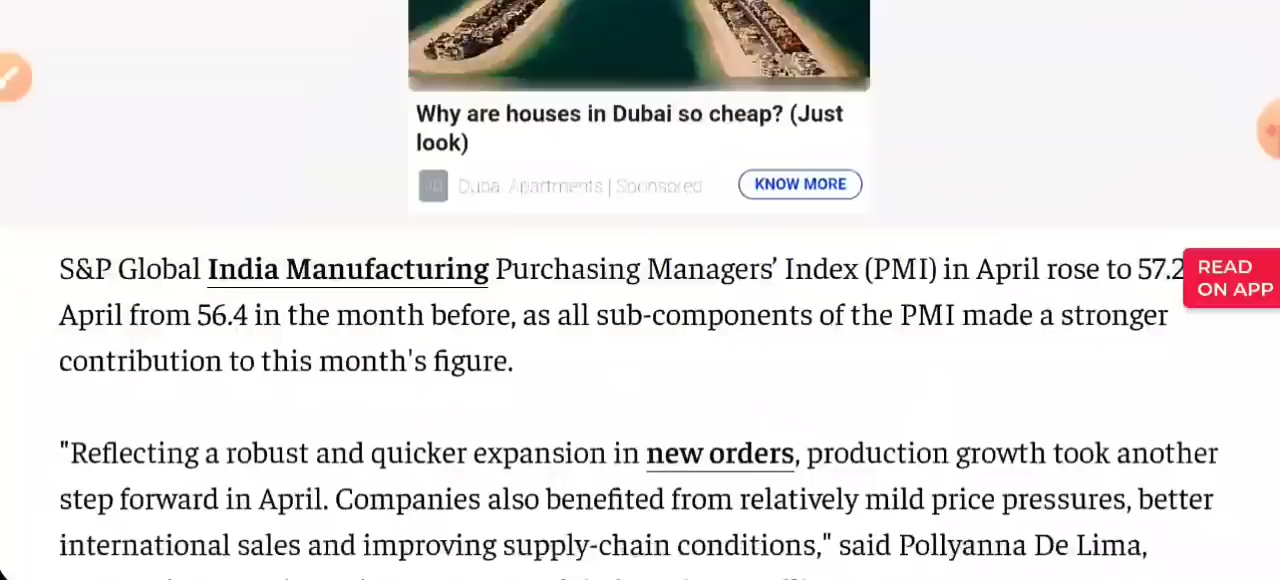 Why are houses in Dubai so cheap? (Just
look)
Dubai Apartments | Sponsored
KNOW MORE
S&P Global India Manufacturing Purchasing Managers’ Index (PMI) in April rose to 57.2
READ
ON APP
April from 56.4 in the month before, as all sub-components of the PMI made a stronger
contribution to this month's figure.
"Reflecting a robust and quicker expansion in new orders, production growth took another
step forward in April. Companies also benefited from relatively mild price pressures, better
international sales and improving supply-chain conditions," said Pollyanna De Lima,